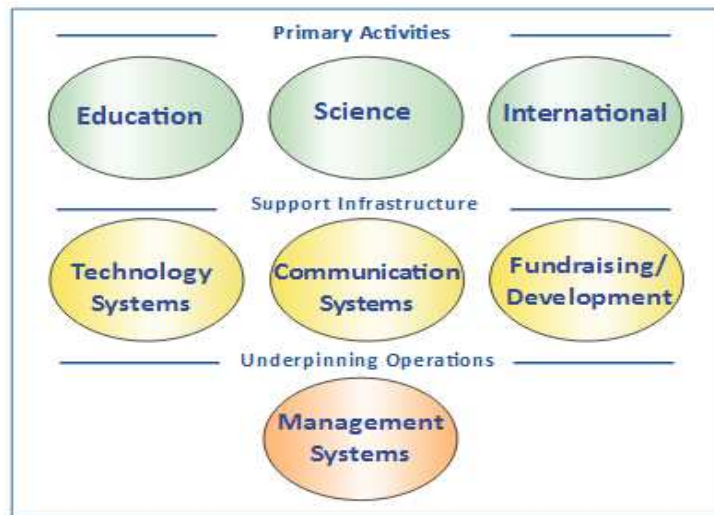 Primary Activities
Education
Science
International
Support Infrastructure
Technology
Systems
Communication
Systems
Fundraising/
Development
Underpinning Operations
Management
Systems